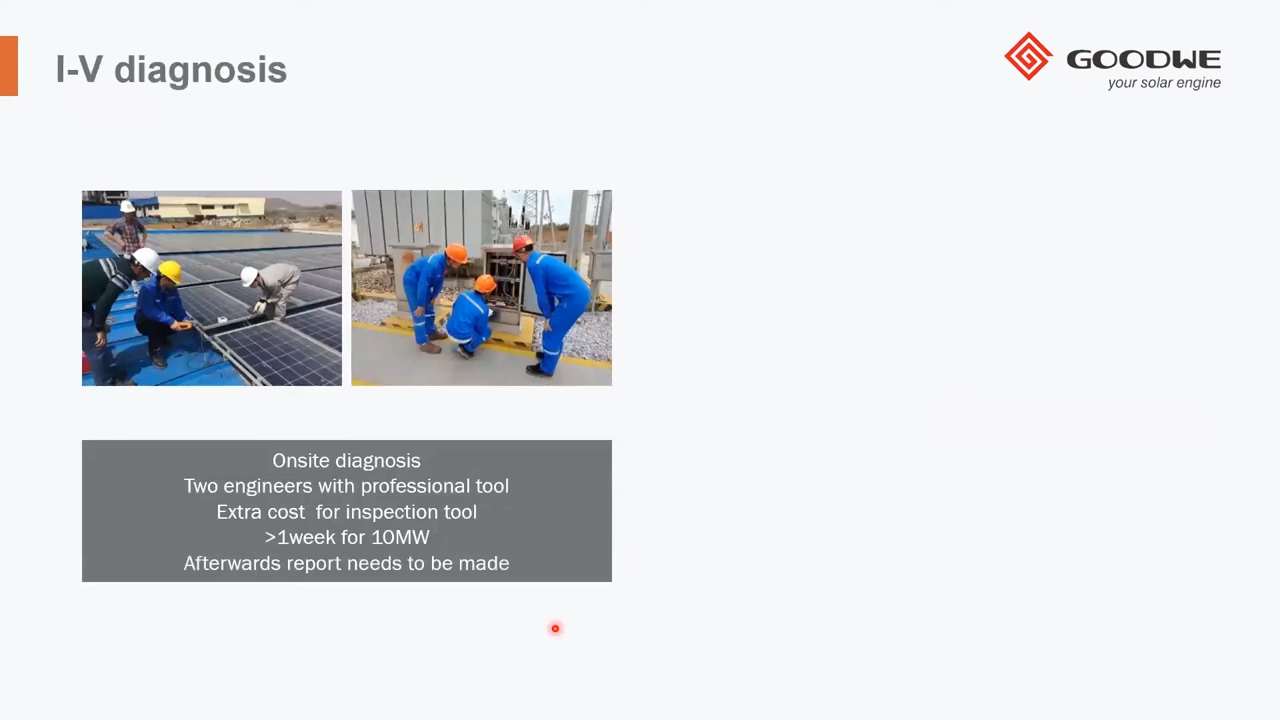 I-V diagnosis
GOODWE
your solar engine
Onsite diagnosis
Two engineers with professional tool
Extra cost  for inspection tool
>1week for 10MW
Afterwards report needs to be made